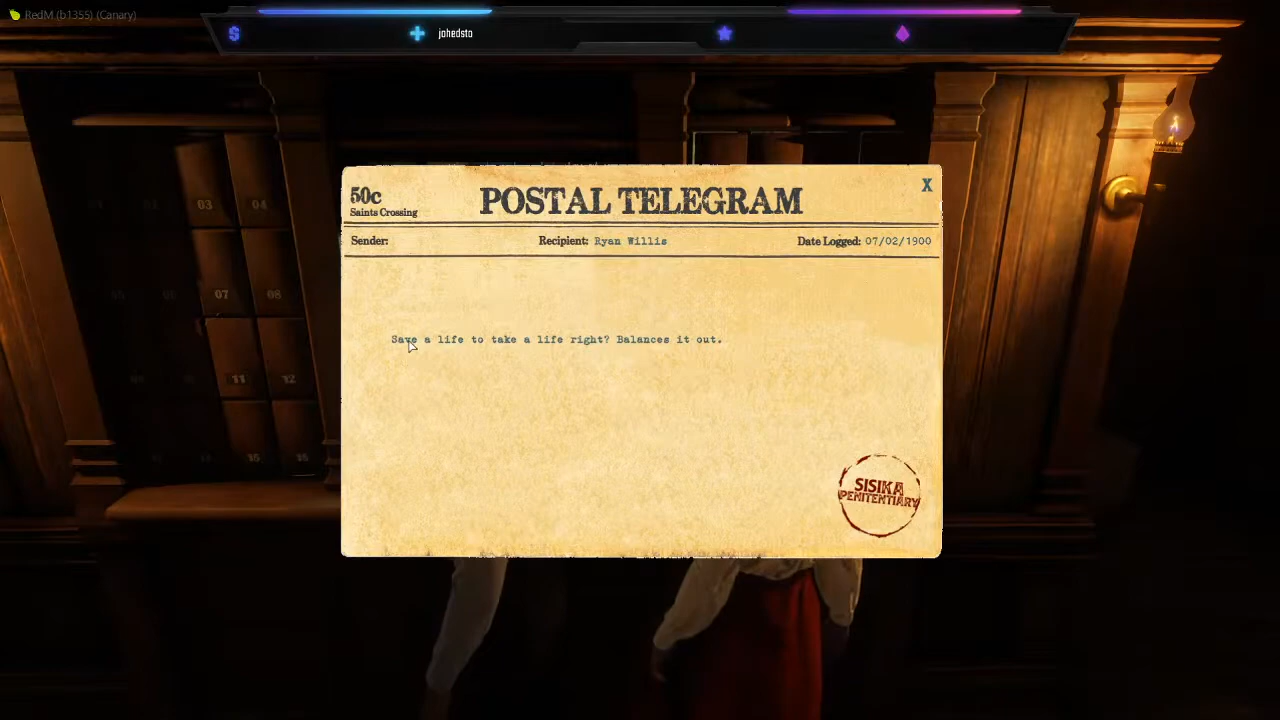 RedM (b1355) (Canary)
johedsto
50c
Saints Crossing
POSTAL TELEGRAM
X
Sender:
Recipient: Ryan Willis
Date Logged: 07/02/1900
Save a life to take a life right? Balances it out.
SISIKA
PENITENTIARY
03 04
07 08
11 12
15